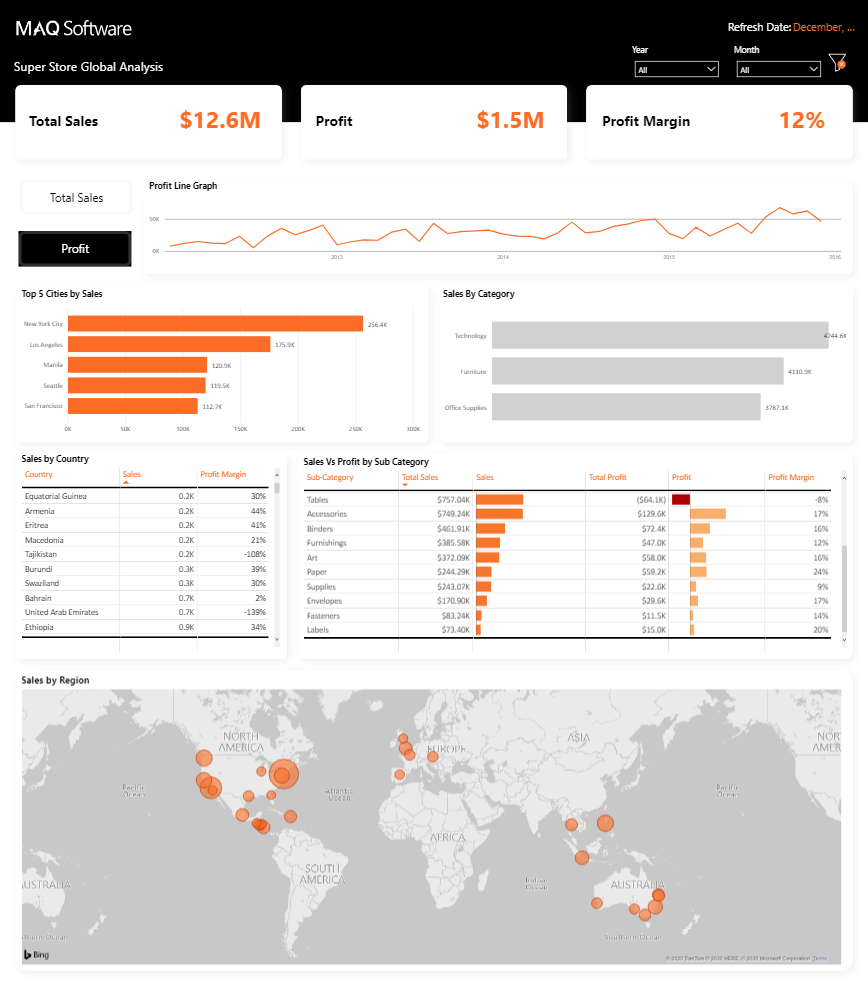 MAQ Software
Refresh Date: December, ...
Year
Month
Super Store Global Analysis
All
All
Total Sales
$12.6M
Profit
$1.5M
Profit Margin
12%
Total Sales
Profit
Profit Line Graph
50K
0K
2013
2014
2015
2016
Top 5 Cities by Sales
New York City
256.4K
Los Angeles
175.9K
Manila
120.9K
Seattle
119.5K
San Francisco
112.7K
0K 50K 100K 150K 200K 250K 300K
Sales By Category
Technology
4744.6K
Furniture
4110.9K
Office Supplies
3787.1K
Sales by Country
Country Sales Profit Margin
Equatorial Guinea 0.2K 30%
Armenia 0.2K 44%
Eritrea 0.2K 41%
Macedonia 0.2K 21%
Tajikistan 0.2K -108%
Burundi 0.3K 39%
Swaziland 0.3K 30%
Bahrain 0.7K 2%
United Arab Emirates 0.7K -139%
Ethiopia 0.9K 34%
Sales Vs Profit by Sub Category
Sub-Category Total Sales Sales Total Profit Profit Profit Margin
Tables $757.04K ($64.1K) -8%
Accessories $749.24K $129.6K 17%
Binders $461.91K $72.4K 16%
Furnishings $385.58K $47.0K 12%
Art $372.09K $58.0K 16%
Paper $244.29K $59.2K 24%
Supplies $243.07K $22.6K 9%
Envelopes $170.90K $29.6K 17%
Fasteners $83.24K $11.5K 14%
Labels $73.40K $15.0K 20%
Sales by Region
NORTH
AMERICA
EUROPE
ASIA
NOR
AMER
Pacific
Ocean
Atlantic
Ocean
Pacific
Ocean
AFRICA
SOUTH
AMERICA
Indian
Ocean
AUSTRALIA
USTRALIA
thern Ocean
Southern Ocean
Bing
© 2020 TomTom © 2020 HERE, © 2020 Microsoft Corporation Terms